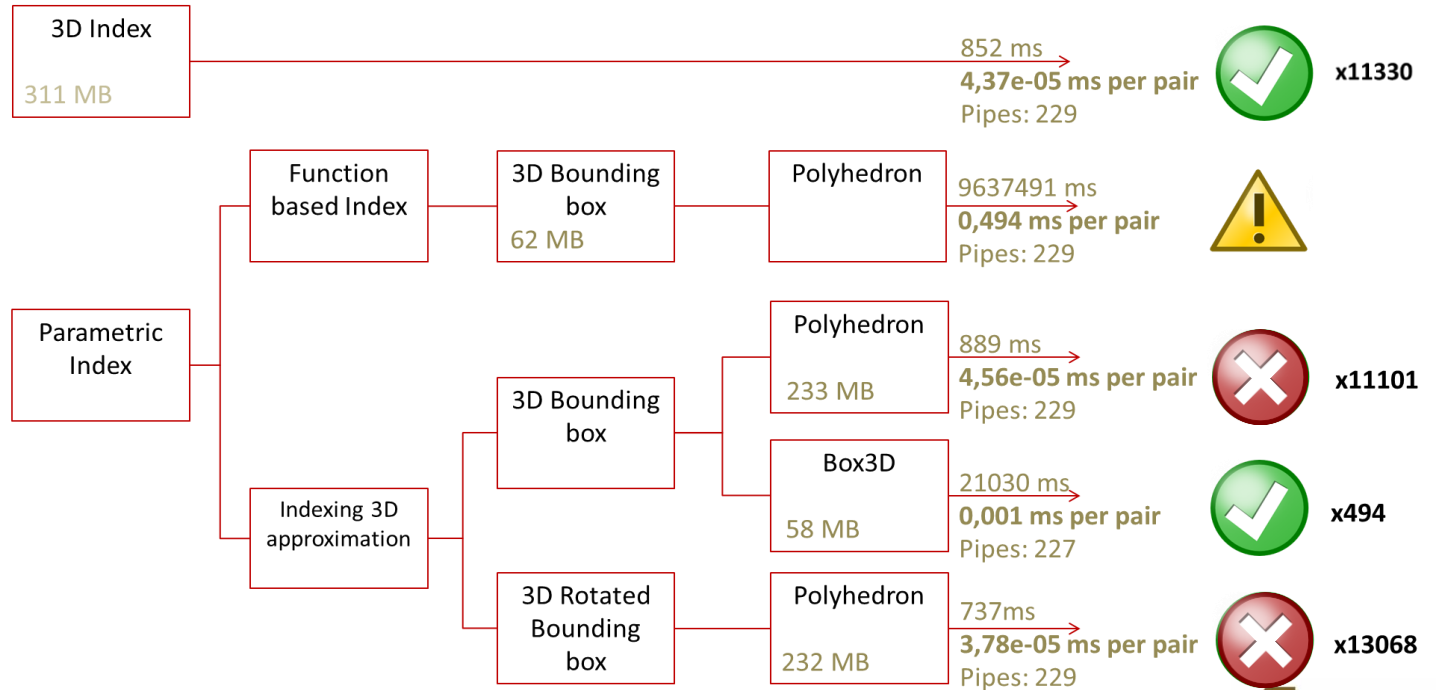 3D Index
311 MB
852 ms
4,37e-05 ms per pair
Pipes: 229
x11330
Function
based Index
3D Bounding
box
62 MB
Polyhedron
9637491 ms
0,494 ms per pair
Pipes: 229
Parametric
Index
Polyhedron
233 MB
889 ms
4,56e-05 ms per pair
Pipes: 229
x11101
3D Bounding
box
Box3D
58 MB
21030 ms
0,001 ms per pair
Pipes: 227
x494
Indexing 3D
approximation
3D Rotated
Bounding
box
Polyhedron
232 MB
737ms
3,78e-05 ms per pair
Pipes: 229
x13068